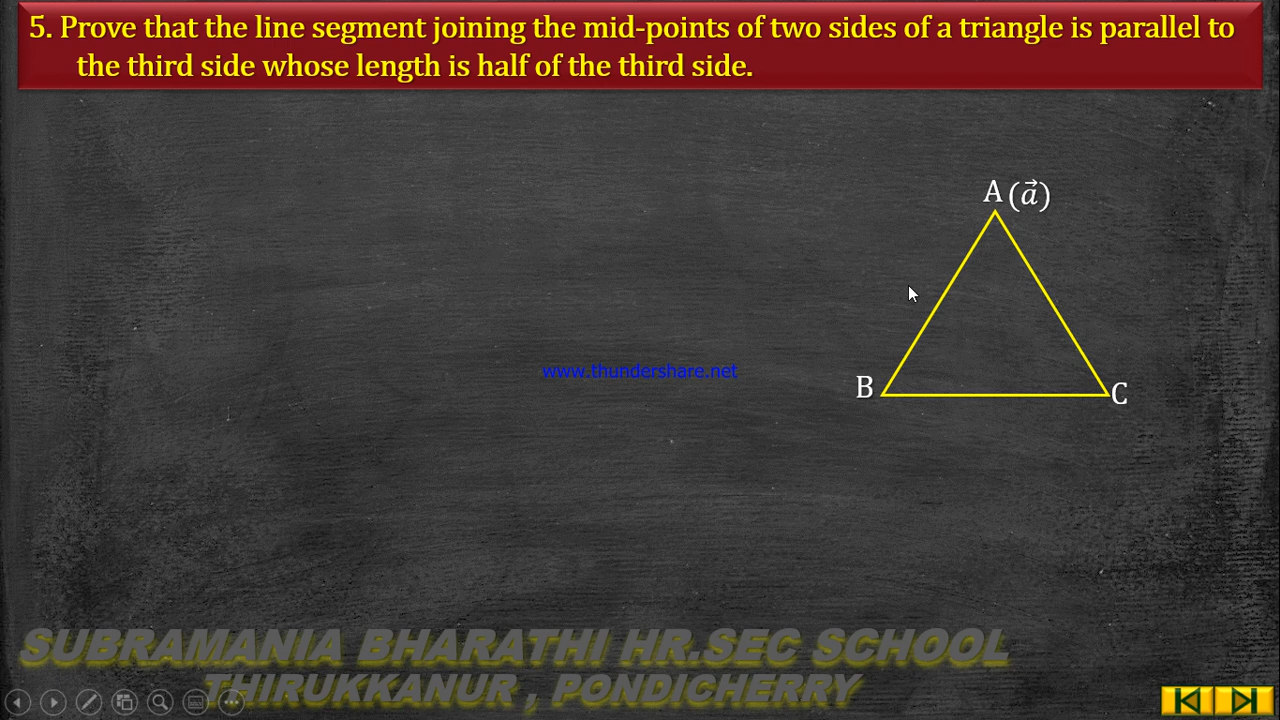 5. Prove that the line segment joining the mid-points of two sides of a triangle is parallel to
the third side whose length is half of the third side.
A (a⃗)
B
C
www.thundershare.net
SUBRAMANIA BHARATHI HR.SEC SCHOOL
THIRUKKANUR , PONDICHERRY